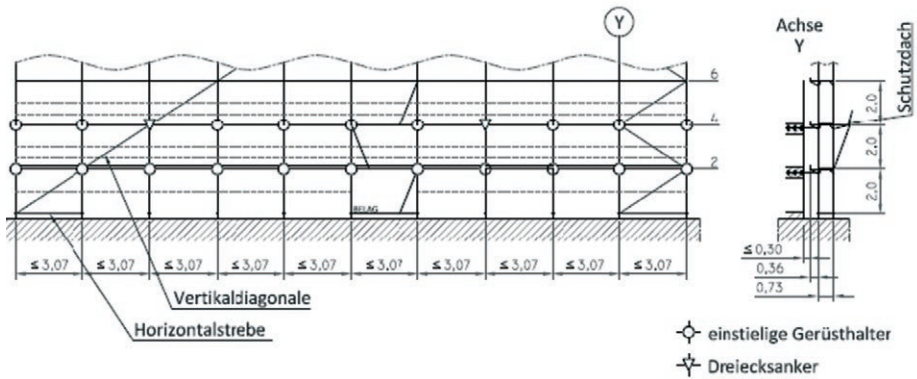 Y
Achse
Y
Schutzdach
6
4
2
2.0
2.0
2.0
BELAG
≤ 3,07
≤ 3,07
≤ 3,07
≤ 3,07
≤ 3,07
≤ 3,07
≤ 3,07
≤ 3,07
≤ 3,07
≤ 3,07
≤ 0,30
0,36
0,73
Vertikaldiagonale
Horizontalstrebe
einstielige Gerüsthalter
Dreiecksanker